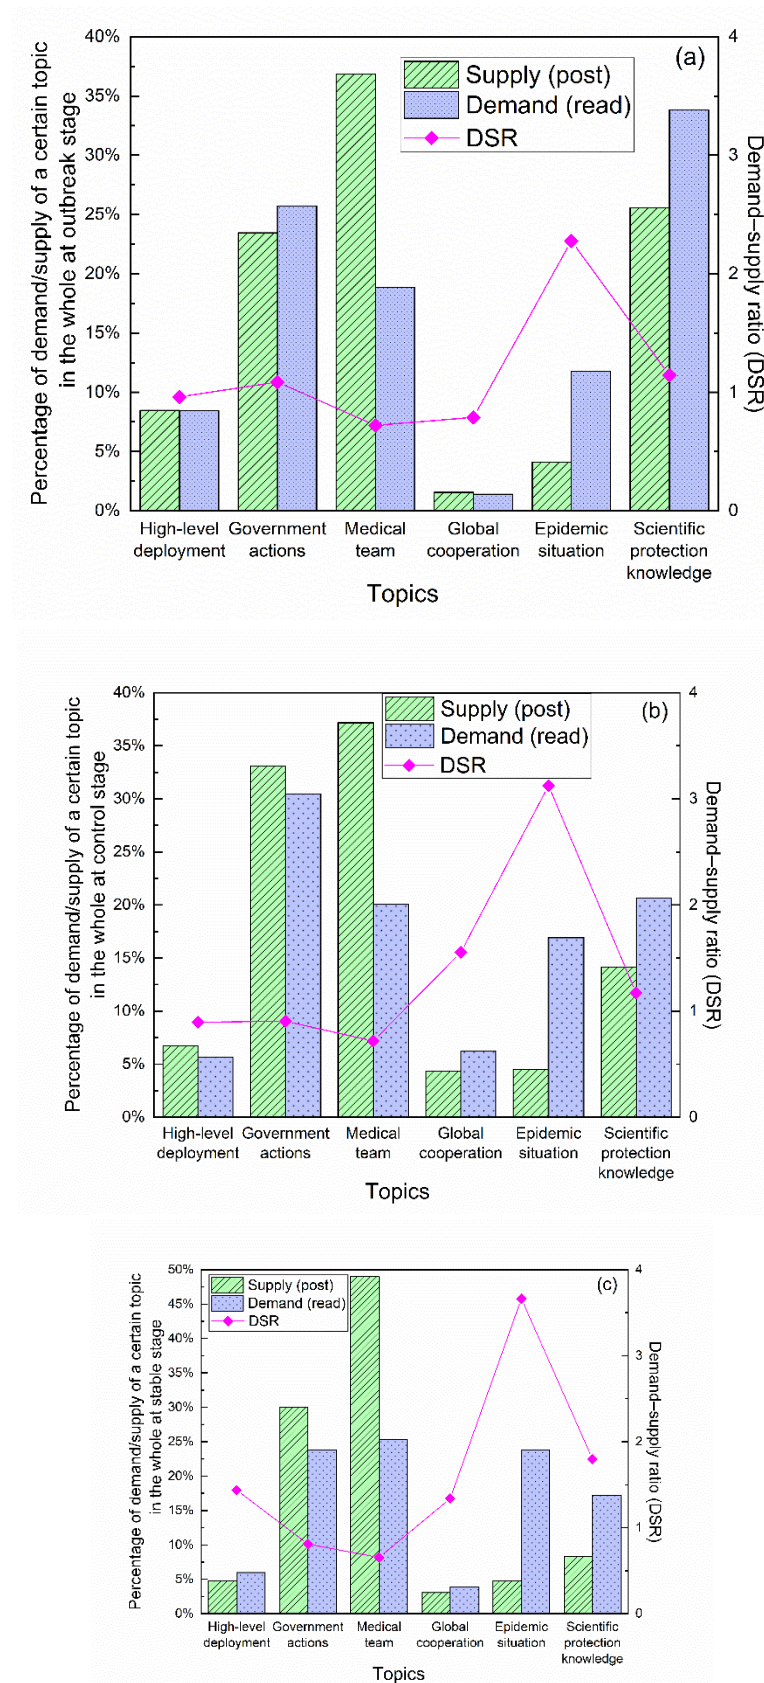 (a)
Supply (post)
Demand (read)
DSR
Percentage of demand/supply of a certain topic
in the whole at outbreak stage
40%
35%
30%
25%
20%
15%
10%
5%
0%
4
3
2
1
0
Demand–supply ratio (DSR)
High-level
deployment
Government
actions
Medical
team
Global
cooperation
Epidemic
situation
Scientific
protection
knowledge
Topics
(b)
Supply (post)
Demand (read)
DSR
Percentage of demand/supply of a certain topic
in the whole at control stage
40%
35%
30%
25%
20%
15%
10%
5%
0%
4
3
2
1
0
Demand–supply ratio (DSR)
High-level
deployment
Government
actions
Medical
team
Global
cooperation
Epidemic
situation
Scientific
protection
knowledge
Topics
(c)
Supply (post)
Demand (read)
DSR
Percentage of demand/supply of a certain topic
in the whole at stable stage
50%
45%
40%
35%
30%
25%
20%
15%
10%
5%
0%
4
3
2
1
0
Demand–supply ratio (DSR)
High-level
deployment
Government
actions
Medical
team
Global
cooperation
Epidemic
situation
Scientific
protection
knowledge
Topics